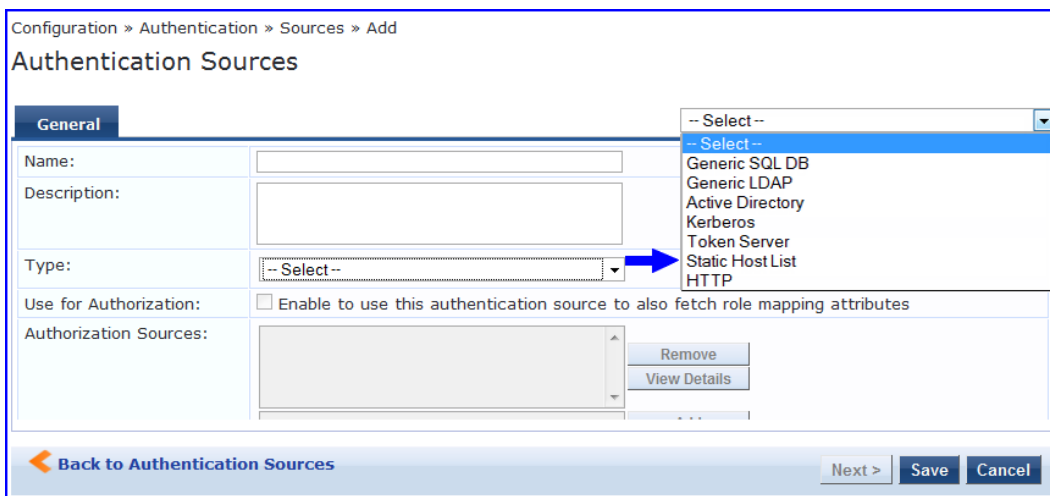 Configuration » Authentication » Sources » Add
Authentication Sources
General
-- Select --
-- Select --
Generic SQL DB
Generic LDAP
Active Directory
Kerberos
Token Server
Static Host List
HTTP
Name:
Description:
Type:
-- Select --
Use for Authorization:
Enable to use this authentication source to also fetch role mapping attributes
Authorization Sources:
Remove
View Details
Back to Authentication Sources
Next >
Save
Cancel